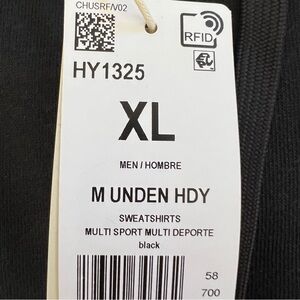 CHUSRF/V02
RFID
HY1325
XL
MEN / HOMBRE
M UNDEN HDY
SWEATSHIRTS
MULTI SPORT MULTI DEPORTE
black
58
700